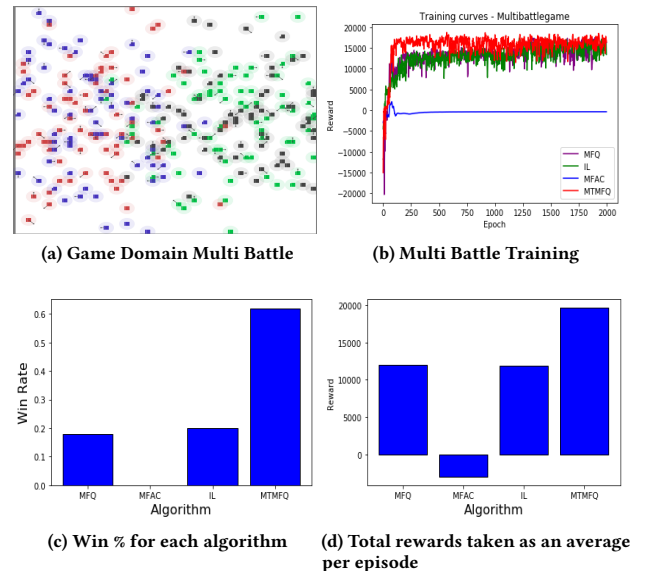 (a) Game Domain Multi Battle
Training curves - Multibattlegame
Reward
20000
15000
10000
5000
0
−5000
−10000
−15000
−20000
0 250 500 750 1000 1250 1500 1750 2000
Epoch
MFQ
IL
MFAC
MTMFQ
(b) Multi Battle Training
Win Rate
0.6
0.5
0.4
0.3
0.2
0.1
0.0
MFQ MFAC IL MTMFQ
Algorithm
(c) Win % for each algorithm
Reward
20000
15000
10000
5000
0
MFQ MFAC IL MTMFQ
Algorithm
(d) Total rewards taken as an average
per episode